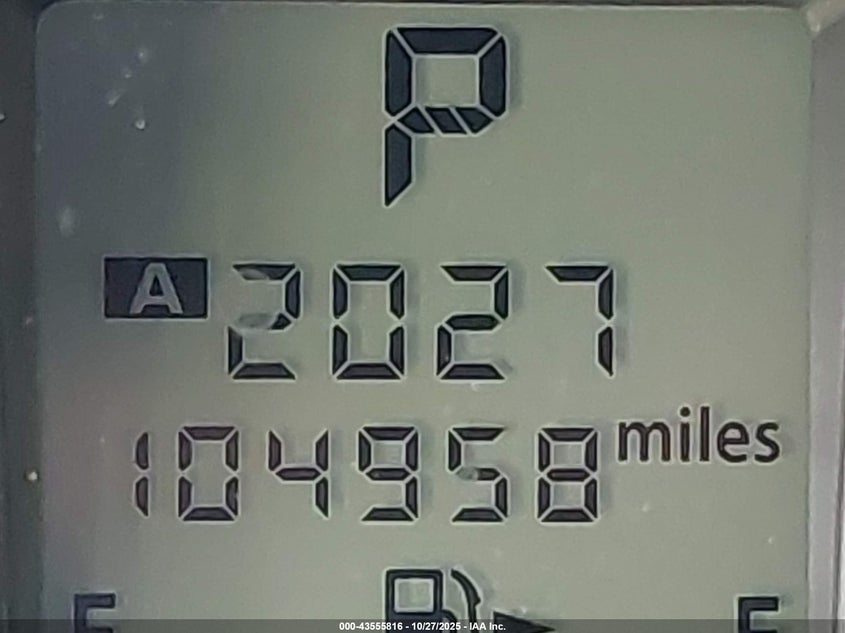 P
A 2027
104958 miles
E F
000-43555816 - 10/27/2025 - IAA Inc.